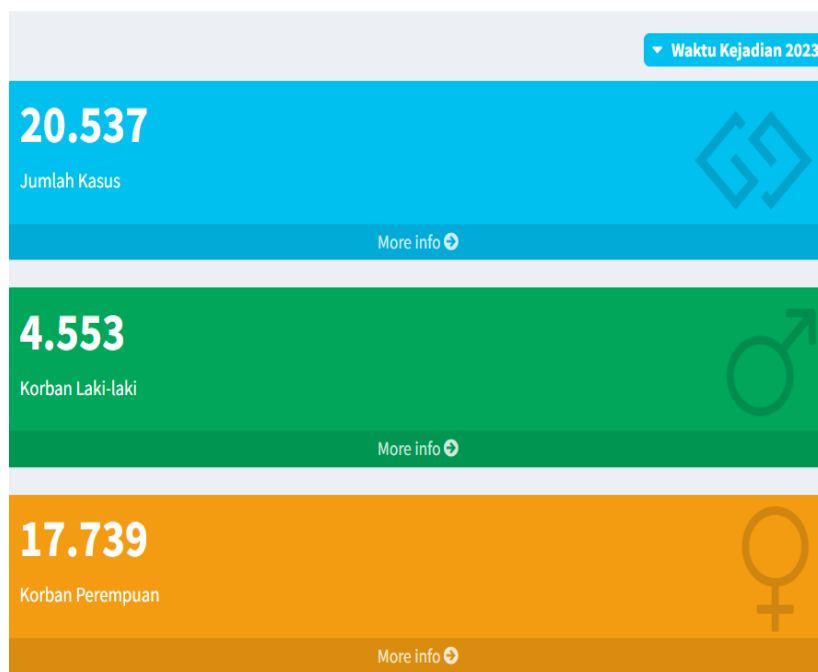 Waktu Kejadian 2023
20.537
Jumlah Kasus
More info
4.553
Korban Laki-laki
More info
17.739
Korban Perempuan
More info